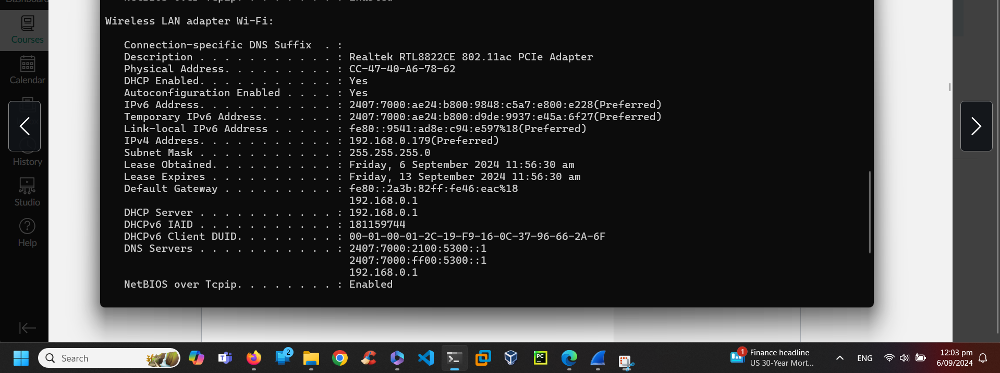 Dashboard
NetBIOS over Tcpip. . . . . . . . : Enabled
Wireless LAN adapter Wi-Fi:
Connection-specific DNS Suffix  . :
Description . . . . . . . . . . . : Realtek RTL8822CE 802.11ac PCIe Adapter
Physical Address. . . . . . . . . : CC-47-40-A6-78-62
DHCP Enabled. . . . . . . . . . . : Yes
Autoconfiguration Enabled . . . . : Yes
IPv6 Address. . . . . . . . . . . : 2407:7000:ae24:b800:9848:c5a7:e800:e228(Preferred)
Temporary IPv6 Address. . . . . . : 2407:7000:ae24:b800:d9de:9937:e45a:6f27(Preferred)
Link-local IPv6 Address . . . . . : fe80::9541:ad8e:c94:e597%18(Preferred)
IPv4 Address. . . . . . . . . . . : 192.168.0.179(Preferred)
Subnet Mask . . . . . . . . . . . : 255.255.255.0
Lease Obtained. . . . . . . . . . : Friday, 6 September 2024 11:56:30 am
Lease Expires . . . . . . . . . . : Friday, 13 September 2024 11:56:30 am
Default Gateway . . . . . . . . . : fe80::2a3b:82ff:fe46:eac%18
192.168.0.1
DHCP Server . . . . . . . . . . . : 192.168.0.1
DHCPv6 IAID . . . . . . . . . . . : 181159744
DHCPv6 Client DUID. . . . . . . . : 00-01-00-01-2C-19-F9-16-0C-37-96-66-2A-6F
DNS Servers . . . . . . . . . . . : 2407:7000:2100:5300::1
2407:7000:ff00:5300::1
192.168.0.1
NetBIOS over Tcpip. . . . . . . . : Enabled
Courses
Calendar
History
Studio
Help
Search
2
PC
1
Finance headline
US 30-Year Mort...
ENG
12:03 pm
6/09/2024